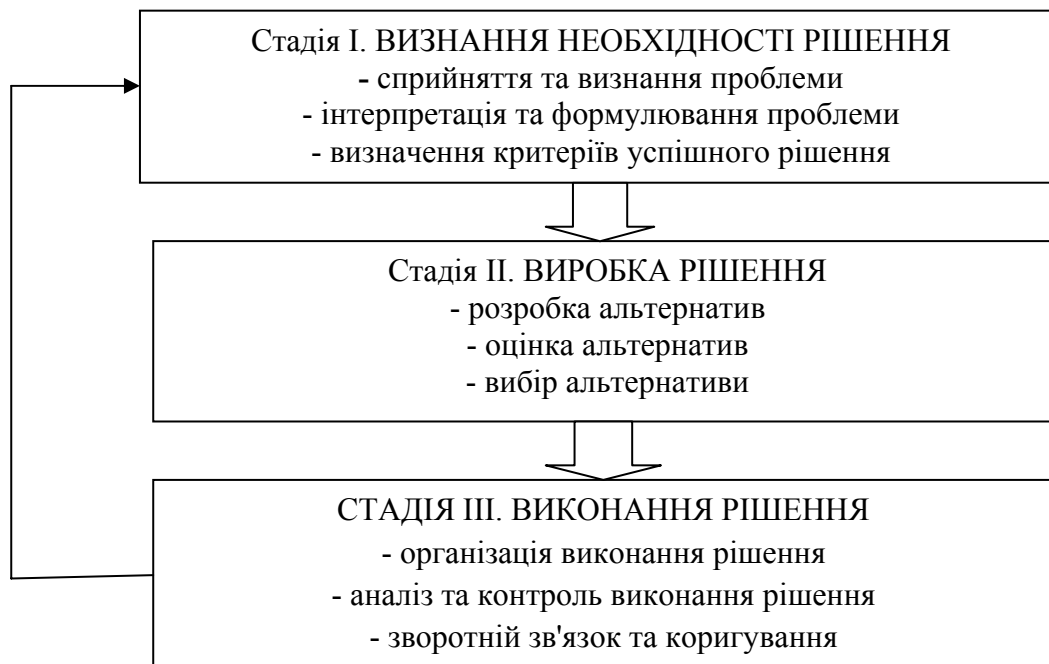 Стадія I. ВИЗНАННЯ НЕОБХІДНОСТІ РІШЕННЯ
- сприйняття та визнання проблеми
- інтерпретація та формулювання проблеми
- визначення критеріїв успішного рішення
Стадія II. ВИРОБКА РІШЕННЯ
- розробка альтернатив
- оцінка альтернатив
- вибір альтернативи
СТАДІЯ III. ВИКОНАННЯ РІШЕННЯ
- організація виконання рішення
- аналіз та контроль виконання рішення
- зворотній зв'язок та коригування